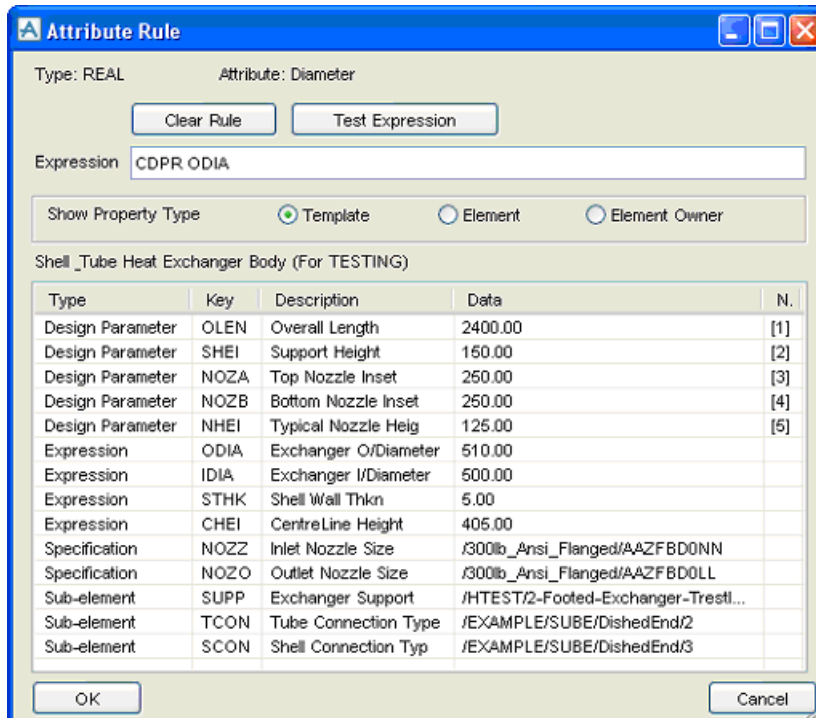 Attribute Rule
Type: REAL Attribute: Diameter
Clear Rule Test Expression
Expression CDPR ODIA
Show Property Type Template Element Element Owner
Shell _Tube Heat Exchanger Body (For TESTING)
Type Key Description Data N.
Design Parameter OLEN Overall Length 2400.00 [1]
Design Parameter SHEI Support Height 150.00 [2]
Design Parameter NOZA Top Nozzle Inset 250.00 [3]
Design Parameter NOZB Bottom Nozzle Inset 250.00 [4]
Design Parameter NHEI Typical Nozzle Heig 125.00 [5]
Expression ODIA Exchanger O/Diameter 510.00
Expression IDIA Exchanger I/Diameter 500.00
Expression STHK Shell Wall Thkn 5.00
Expression CHEI CentreLine Height 405.00
Specification NOZZ Inlet Nozzle Size /300lb_Ansi_Flanged/AAZFBD0NN
Specification NOZO Outlet Nozzle Size /300lb_Ansi_Flanged/AAZFBD0LL
Sub-element SUPP Exchanger Support /HTEST/2-Footed-Exchanger-Trestl...
Sub-element TCON Tube Connection Type /EXAMPLE/SUBE/DishedEnd/2
Sub-element SCON Shell Connection Typ /EXAMPLE/SUBE/DishedEnd/3
OK Cancel